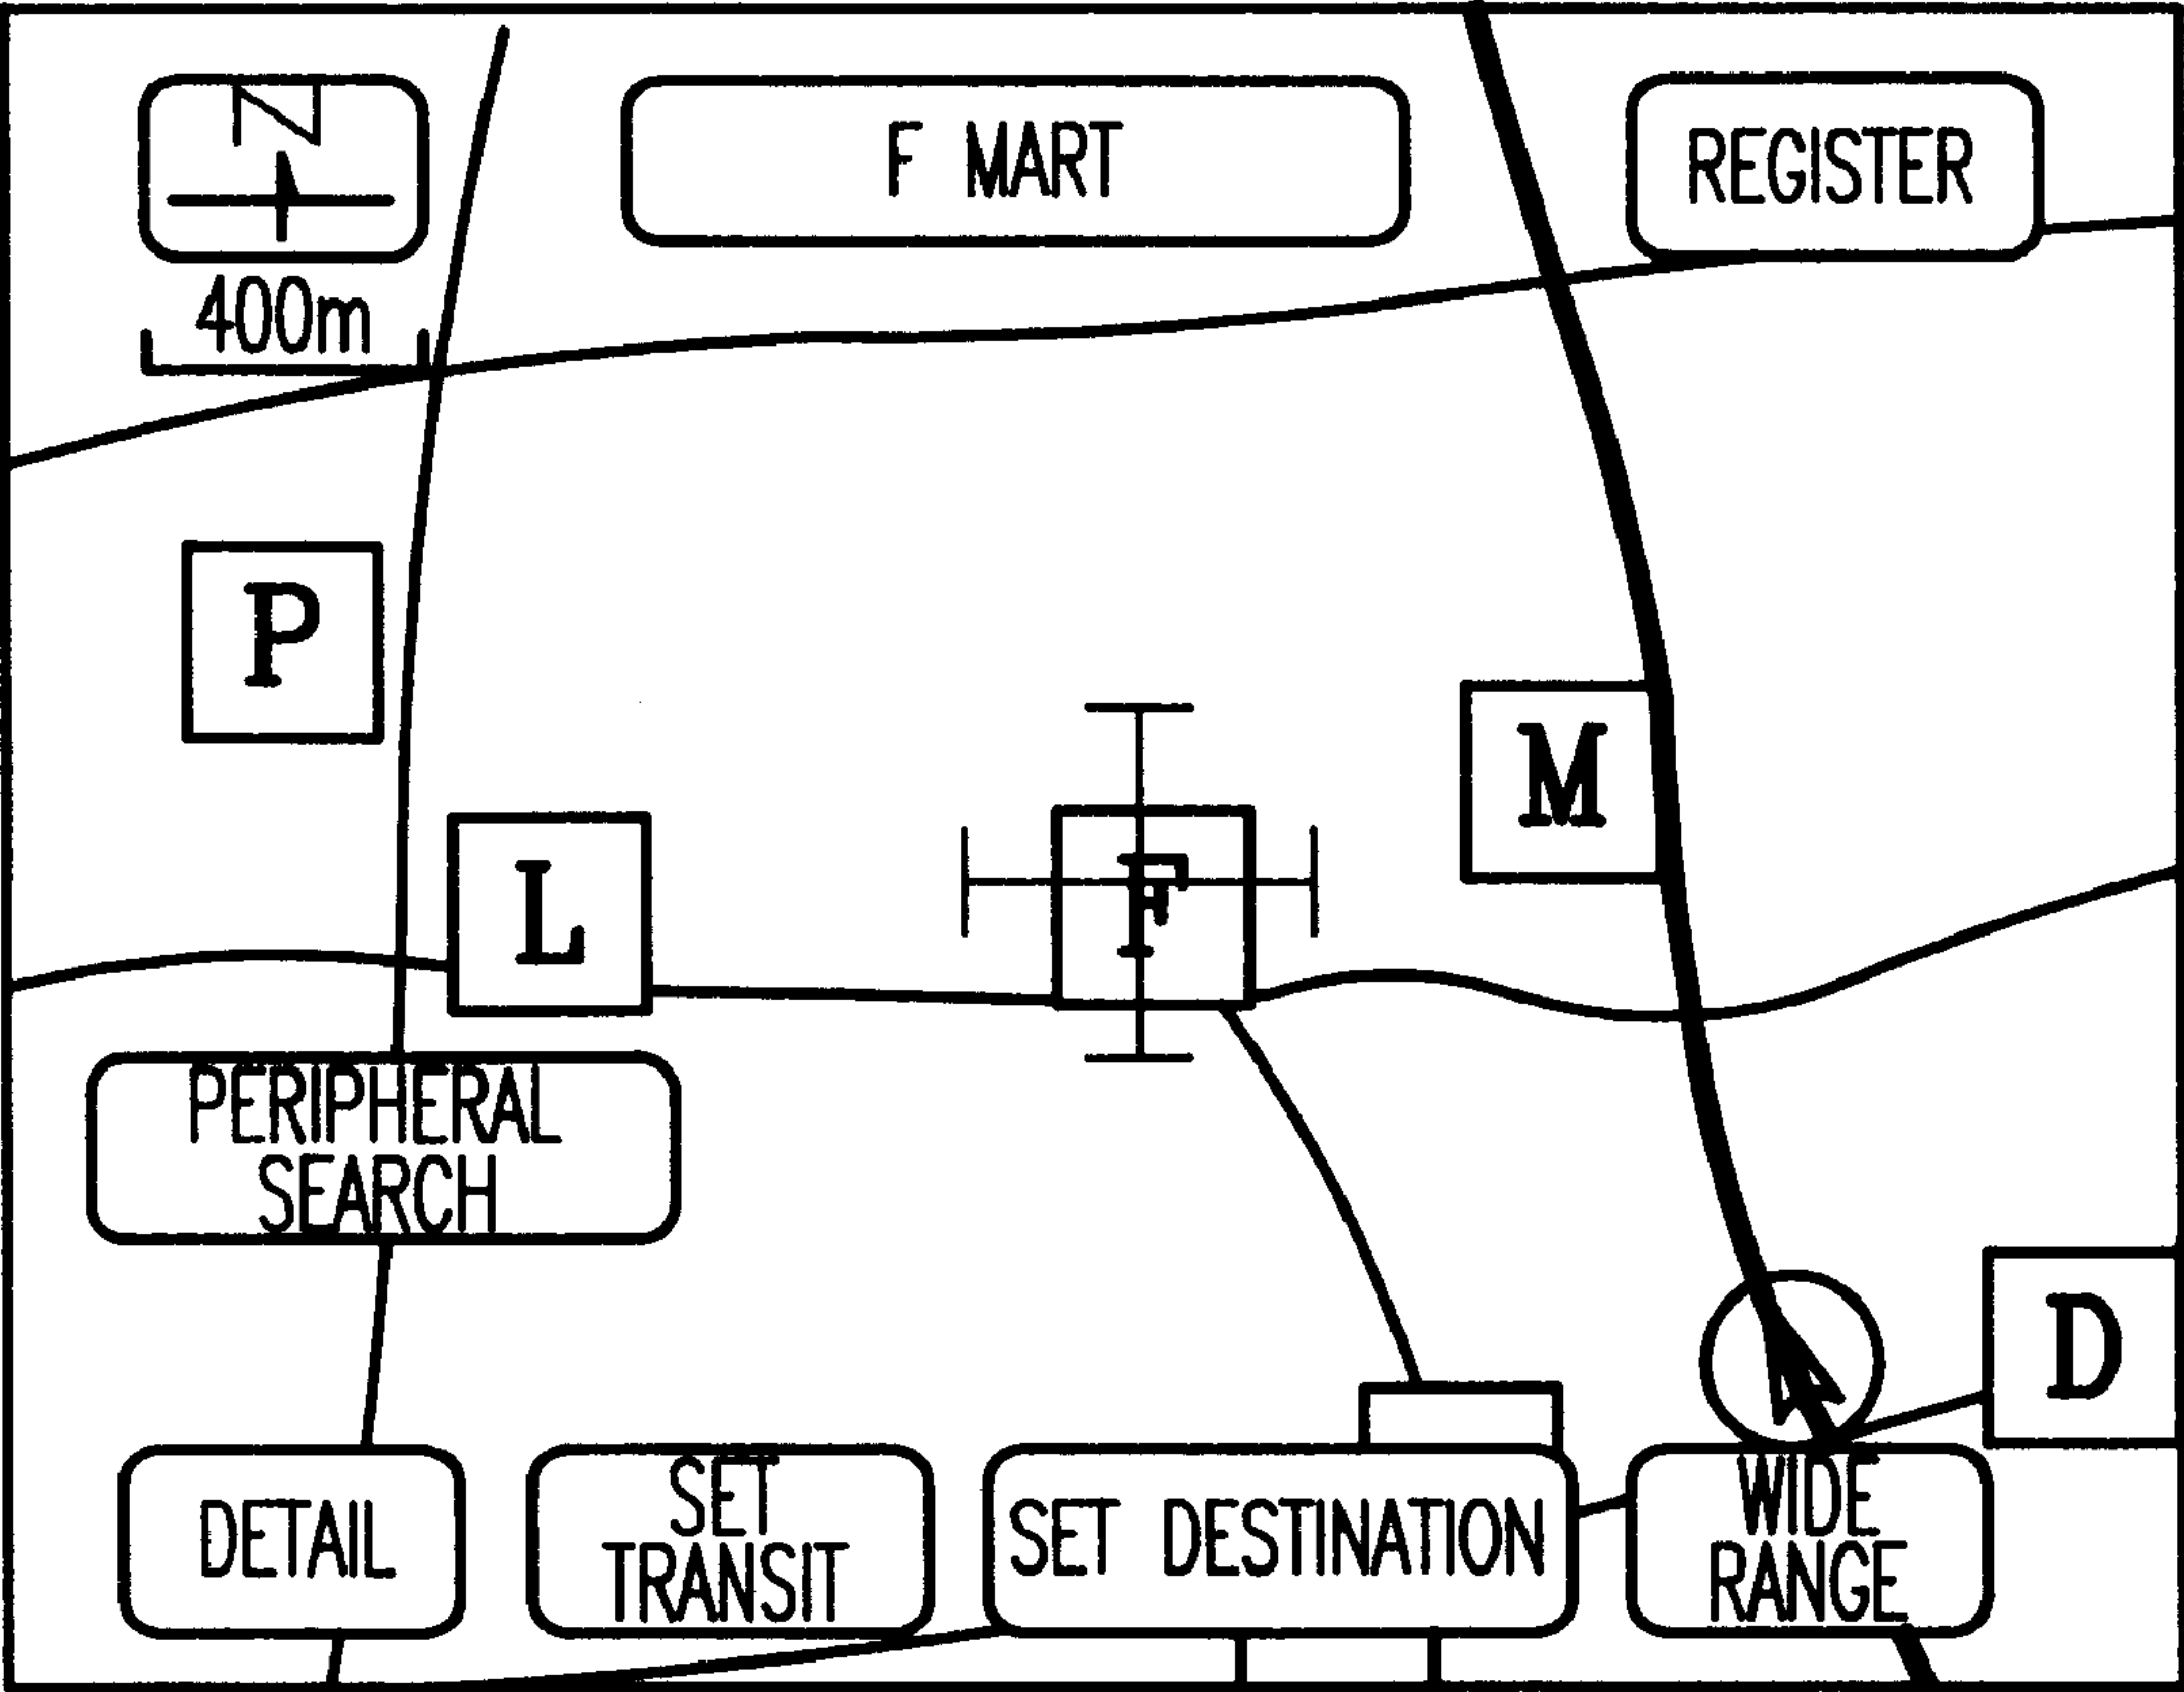 N
F MART
REGISTER
400m
P
M
L
F
PERIPHERAL
SEARCH
D
DETAIL
SET
TRANSIT
SET DESTINATION
WIDE
RANGE